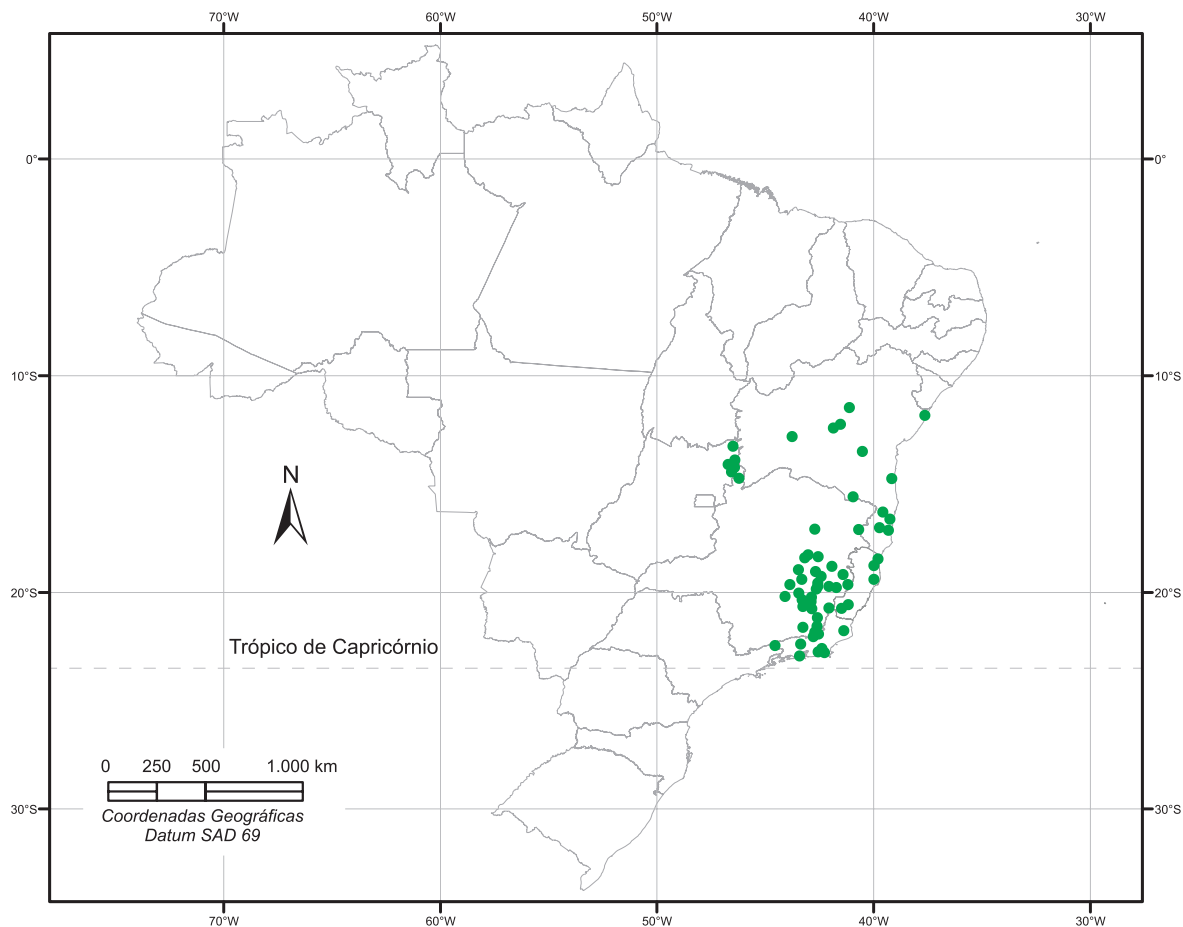 70°W 60°W 50°W 40°W 30°W
0° 0°
10°S 10°S
N
20°S 20°S
Trópico de Capricórnio
0 250 500 1.000 km
30°S 30°S
Coordenadas Geográficas
Datum SAD 69
70°W 60°W 50°W 40°W 30°W